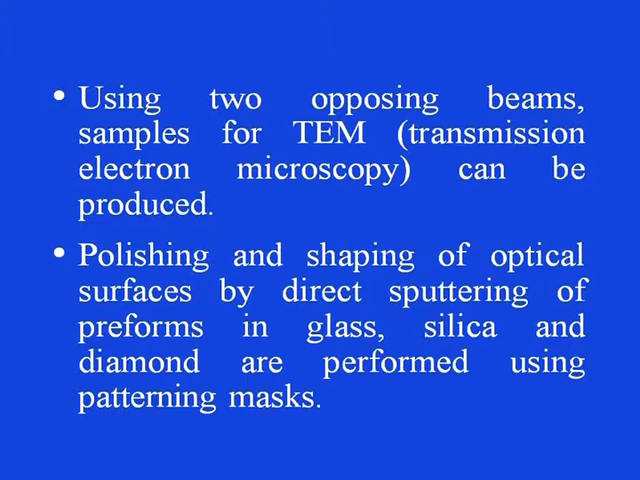 • Using two opposing beams,
samples for TEM (transmission
electron microscopy) can be
produced.
• Polishing and shaping of optical
surfaces by direct sputtering of
preforms in glass, silica and
diamond are performed using
patterning masks.